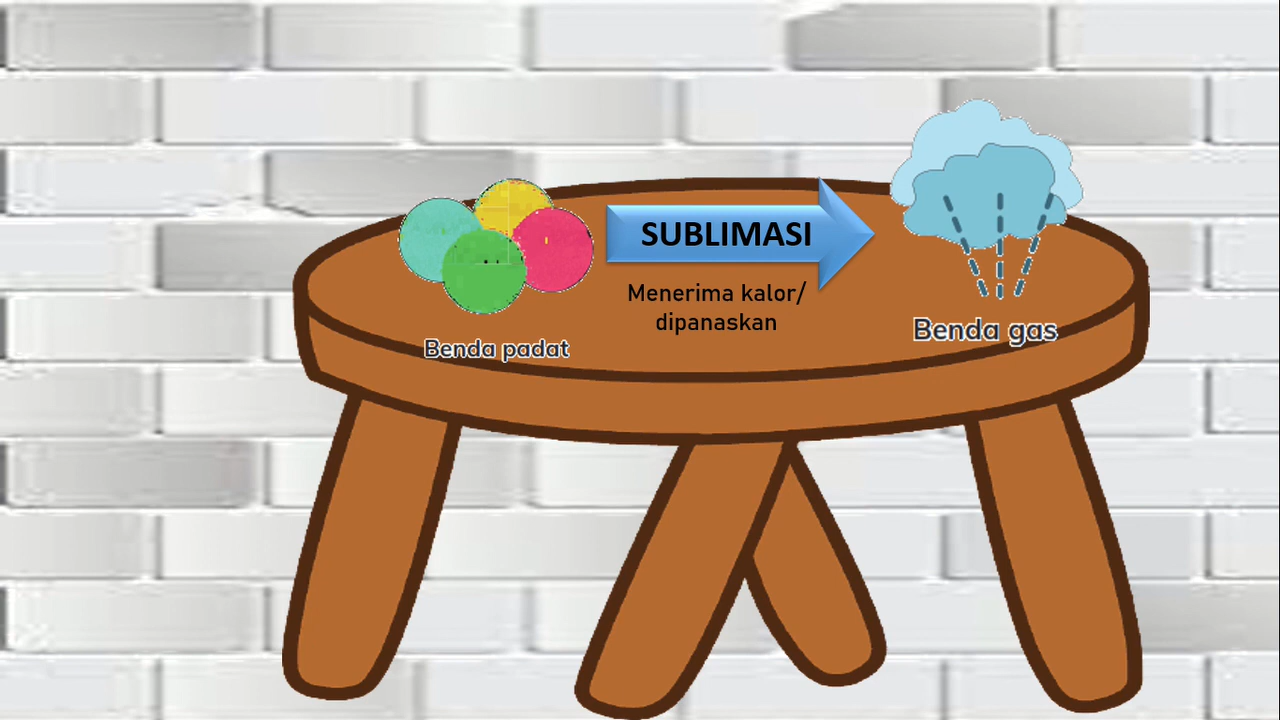 SUBLIMASI
Menerima kalor/
dipanaskan
Benda padat
Benda gas